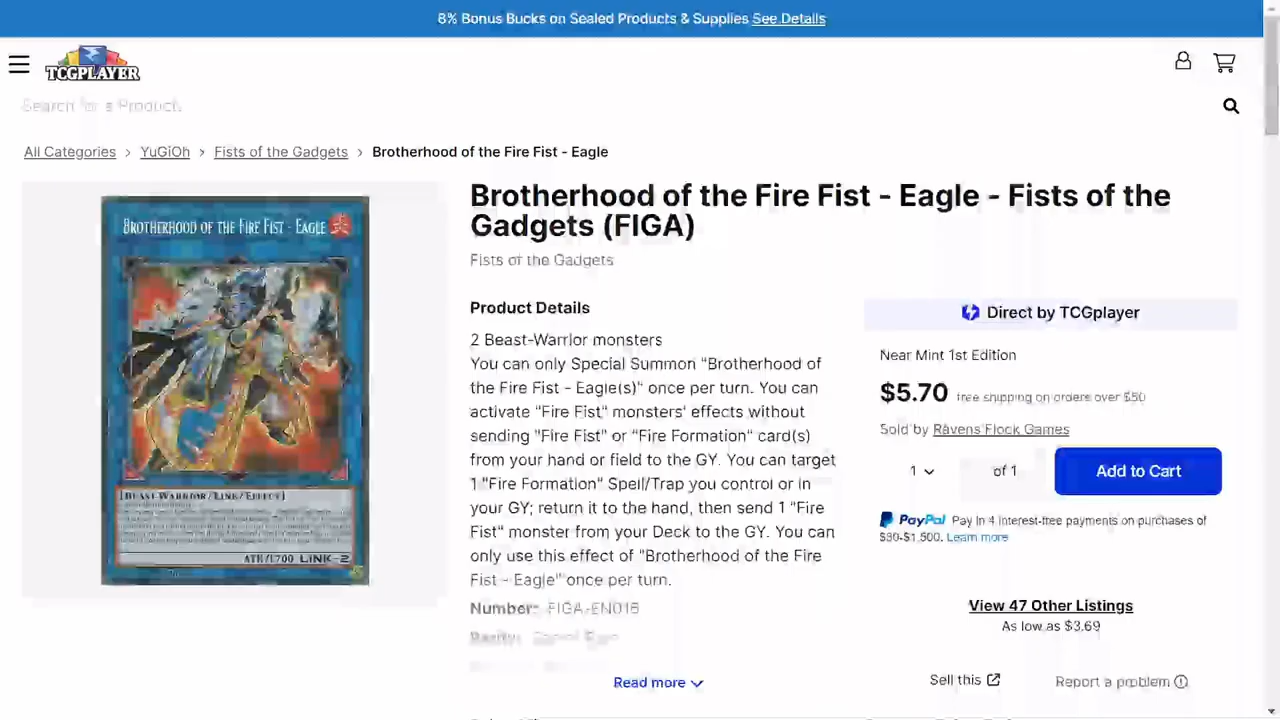 8% Bonus Bucks on Sealed Products & Supplies See Details
TCGPLAYER
Search for a Product
All Categories > YuGiOh > Fists of the Gadgets > Brotherhood of the Fire Fist - Eagle
Brotherhood of the Fire Fist - Eagle
[Beast-Warrior/Link/Effect]
ATK/1700 LINK-2
Brotherhood of the Fire Fist - Eagle - Fists of the
Gadgets (FIGA)
Fists of the Gadgets
Product Details
2 Beast-Warrior monsters
You can only Special Summon "Brotherhood of
the Fire Fist - Eagle(s)" once per turn. You can
activate "Fire Fist" monsters' effects without
sending "Fire Fist" or "Fire Formation" card(s)
from your hand or field to the GY. You can target
1 "Fire Formation" Spell/Trap you control or in
your GY; return it to the hand, then send 1 "Fire
Fist" monster from your Deck to the GY. You can
only use this effect of "Brotherhood of the Fire
Fist - Eagle" once per turn.
Number: FIGA-EN016
Read more
Direct by TCGplayer
Near Mint 1st Edition
$5.70 free shipping on orders over $50
Sold by Ravens Flock Games
1 of 1 Add to Cart
PayPal Pay in 4 interest-free payments on purchases of
$30-$1,500. Learn more
View 47 Other Listings
As low as $3.69
Sell this
Report a problem